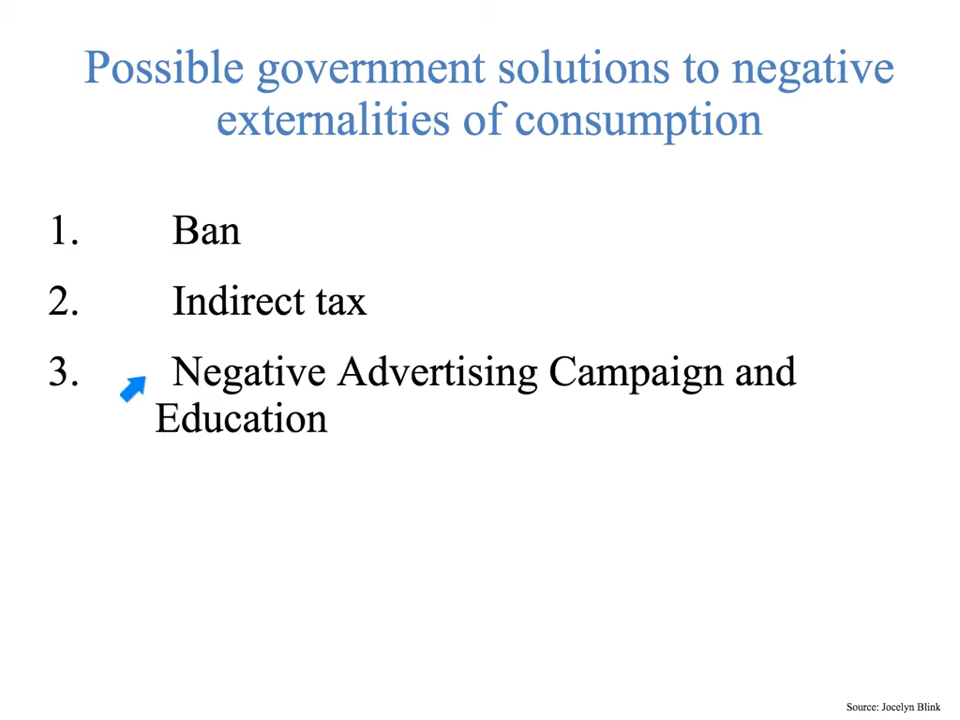 Possible government solutions to negative
externalities of consumption
1. Ban
2. Indirect tax
3. Negative Advertising Campaign and
Education
Source: Jocelyn Blink